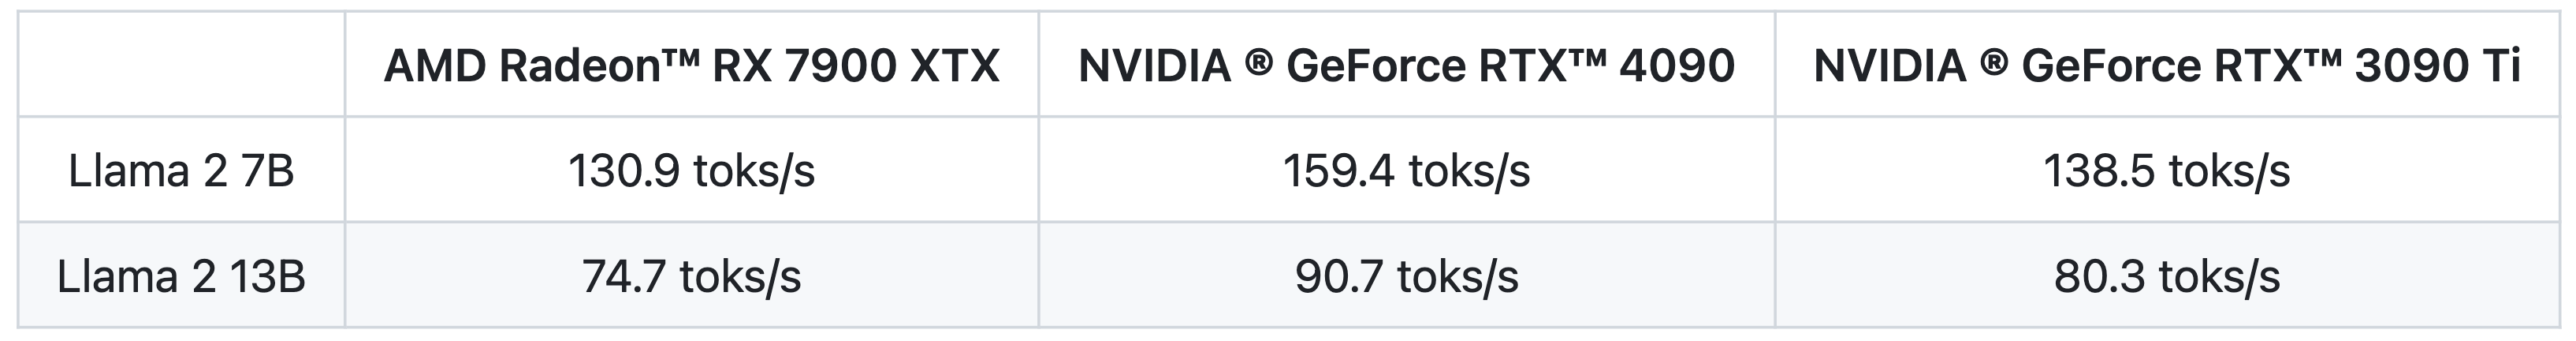 AMD Radeon™ RX 7900 XTX NVIDIA ® GeForce RTX™ 4090 NVIDIA ® GeForce RTX™ 3090 Ti
Llama 2 7B 130.9 toks/s 159.4 toks/s 138.5 toks/s
Llama 2 13B 74.7 toks/s 90.7 toks/s 80.3 toks/s